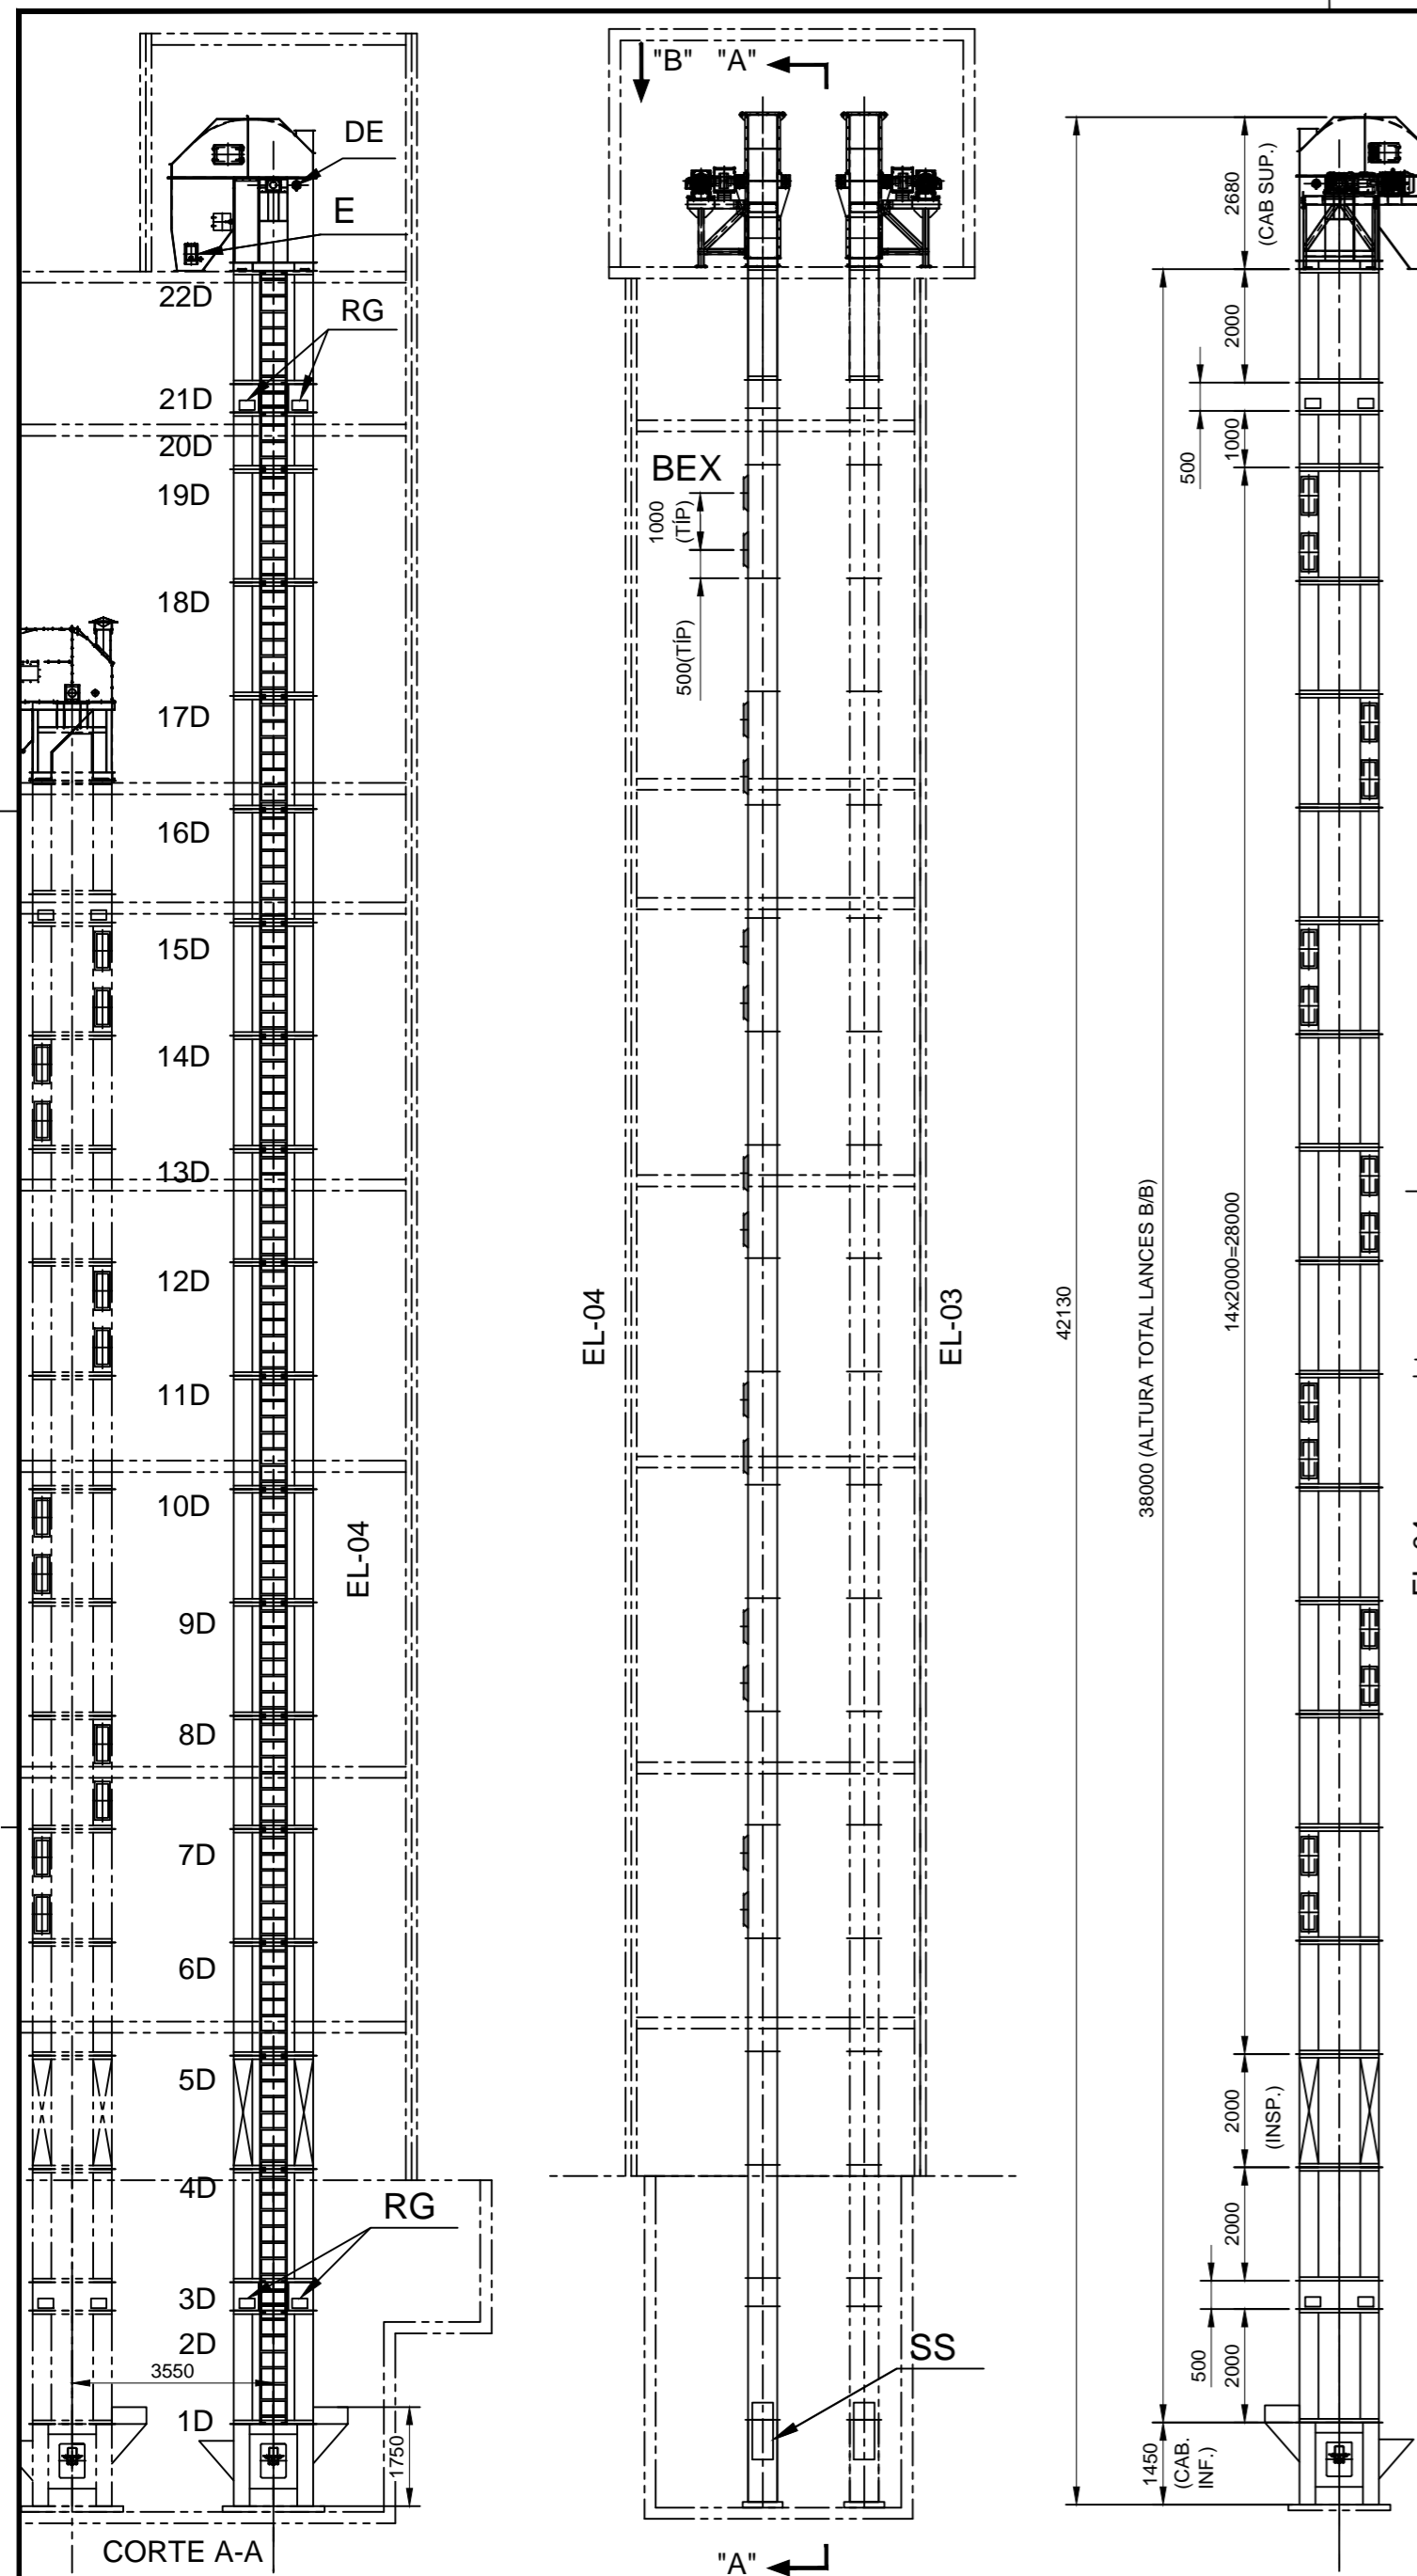 DE
E
22D
RG
21D
20D
19D
18D
17D
16D
15D
14D
13D
12D
11D
10D
EL-04
9D
8D
7D
6D
5D
4D
RG
3D
2D
3550
1D
1750
CORTE A-A
"B" "A"
BEX
1000
(TÍP)
500(TÍP)
EL-04
EL-03
SS
"A"
42130
2680
(CAB SUP.)
2000
500
1000
38000 (ALTURA TOTAL LANCES B/B)
14x2000=28000
2000
(INSP.)
2000
500
2000
1450
(CAB.
INF.)